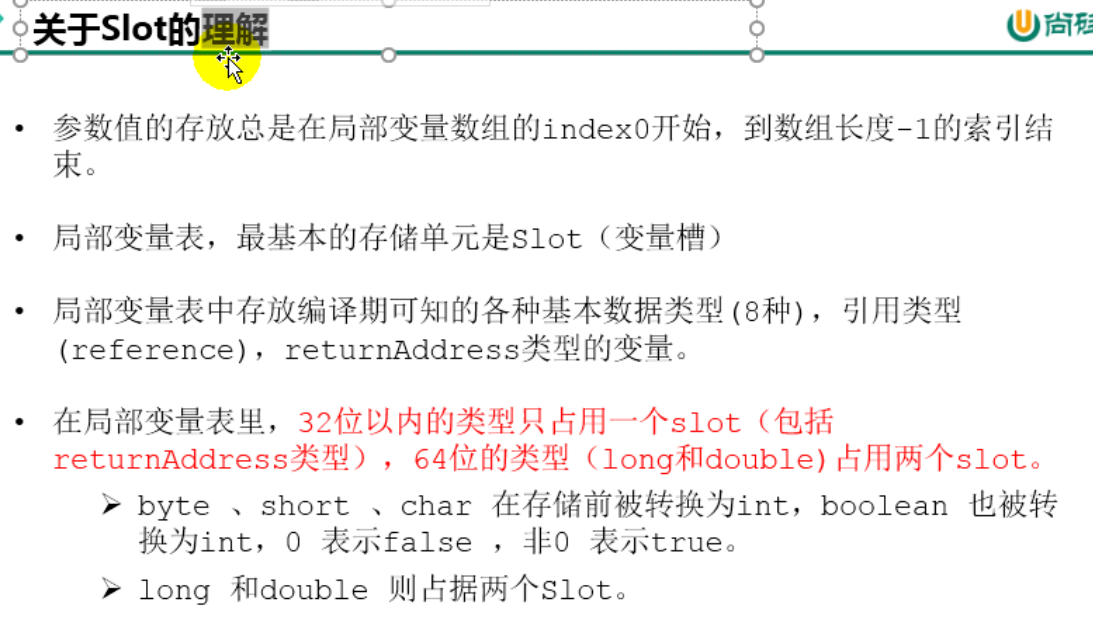 关于Slot的理解
尚硅
• 参数值的存放总是在局部变量数组的index0开始，到数组长度-1的索引结
束。
• 局部变量表，最基本的存储单元是Slot（变量槽）
• 局部变量表中存放编译期可知的各种基本数据类型(8种)，引用类型
(reference)，returnAddress类型的变量。
• 在局部变量表里，32位以内的类型只占用一个slot（包括
returnAddress类型），64位的类型（long和double)占用两个slot。
➢ byte 、short 、char 在存储前被转换为int，boolean 也被转
换为int，0 表示false ，非0 表示true。
➢ long 和double 则占据两个Slot。